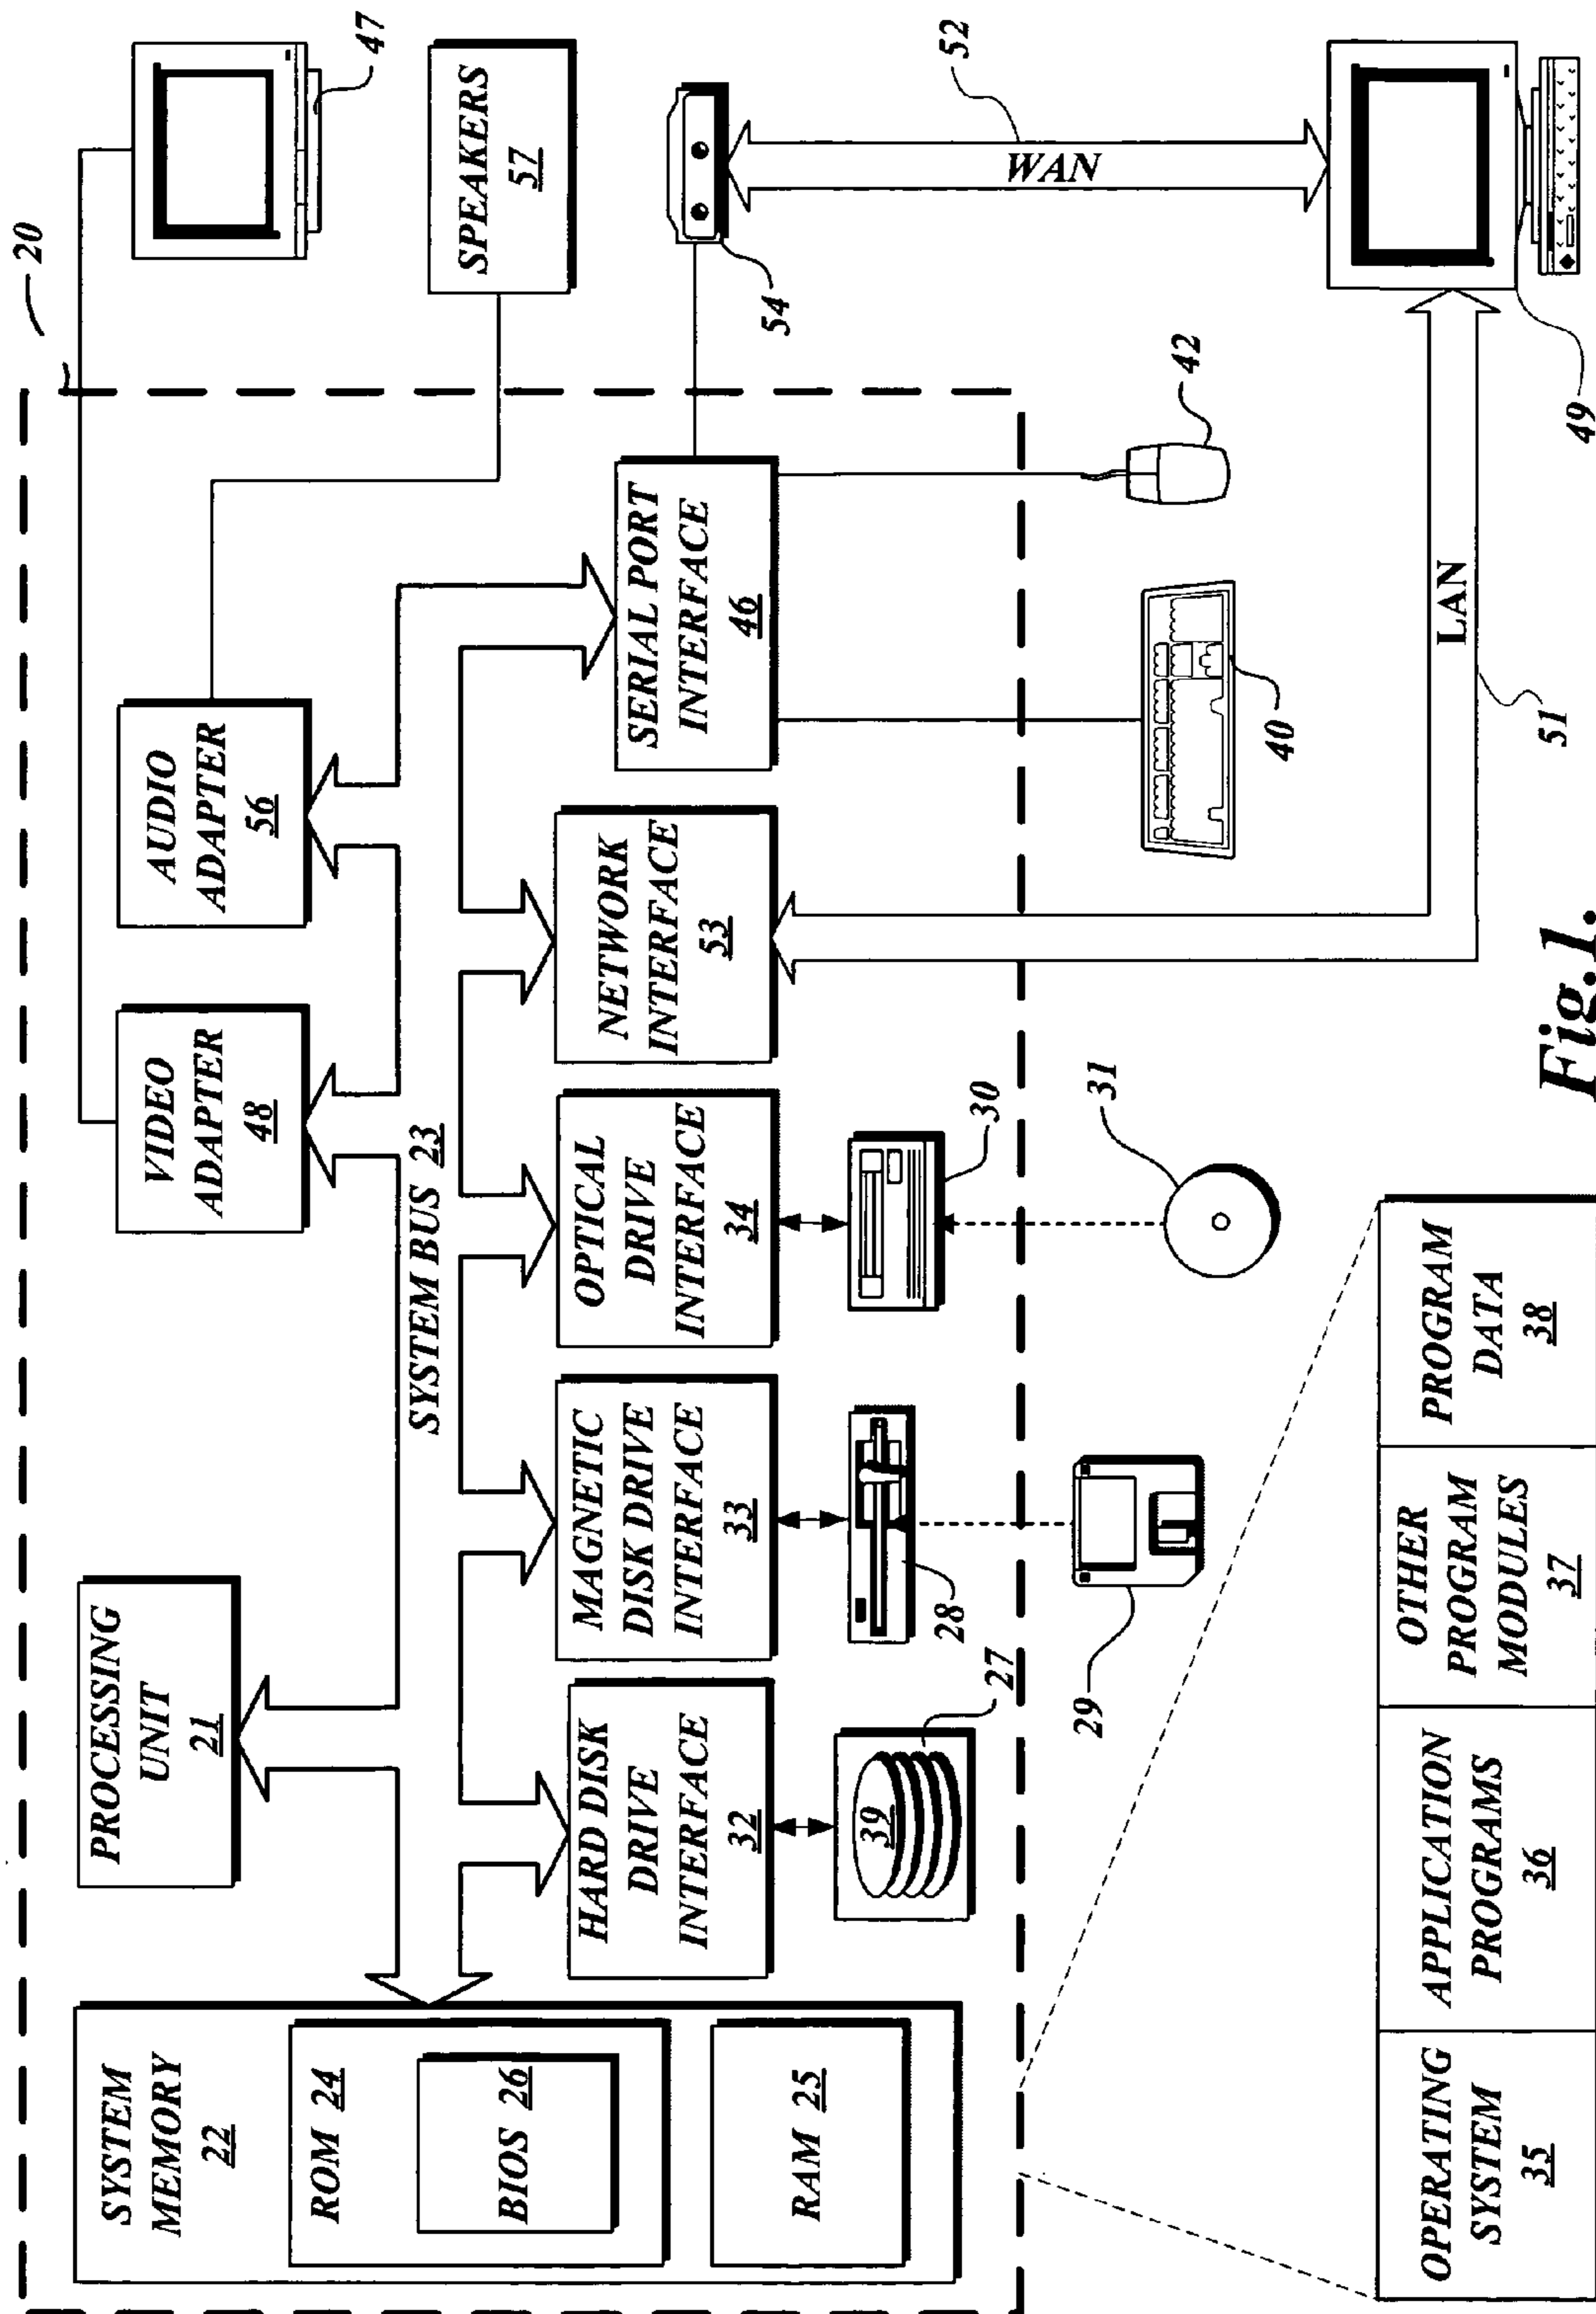 20
SYSTEM
MEMORY
22
ROM 24
BIOS 26
RAM 25
PROCESSING
UNIT
21
VIDEO
ADAPTER
48
AUDIO
ADAPTER
56
47
SPEAKERS
57
SYSTEM BUS 23
HARD DISK
DRIVE
INTERFACE
32
MAGNETIC
DISK DRIVE
INTERFACE
33
OPTICAL
DRIVE
INTERFACE
34
NETWORK
INTERFACE
53
SERIAL PORT
INTERFACE
46
54
52
WAN
39
27
28
30
29
31
40
42
LAN
51
49
OPERATING
SYSTEM
35
APPLICATION
PROGRAMS
36
OTHER
PROGRAM
MODULES
37
PROGRAM
DATA
38
Fig.1.